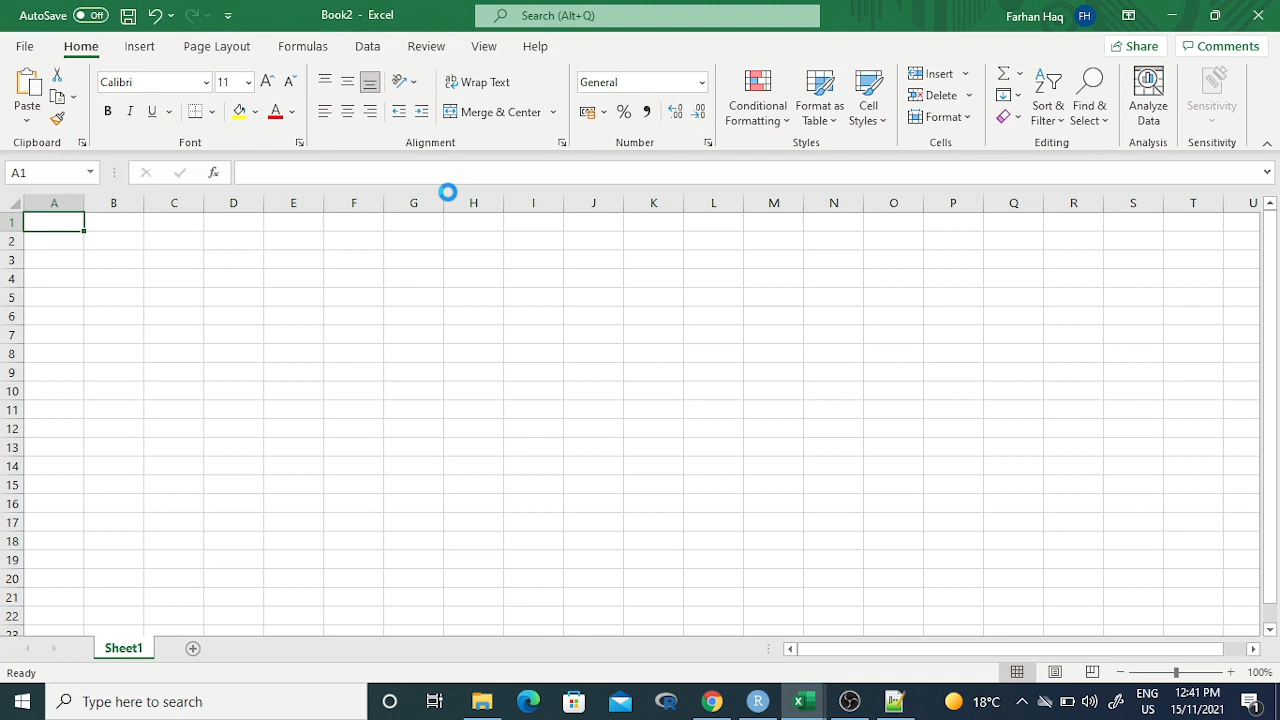 AutoSave Off Book2 - Excel Search (Alt+Q) Farhan Haq FH
File Home Insert Page Layout Formulas Data Review View Help Share Comments
Paste Calibri 11 A A Wrap Text General Conditional Formatting Format as Table Cell Styles Insert Sort & Filter Find & Select Analyze Data Sensitivity
B I U A Merge & Center % , Delete
Format
Clipboard Font Alignment Number Styles Cells Editing Analysis Sensitivity
A1 fx
A B C D E F G H I J K L M N O P Q R S T U
1
2
3
4
5
6
7
8
9
10
11
12
13
14
15
16
17
18
19
20
21
22
23
Sheet1
Ready 100%
Type here to search R R 18°C ENG 12:41 PM
US 15/11/2021 1